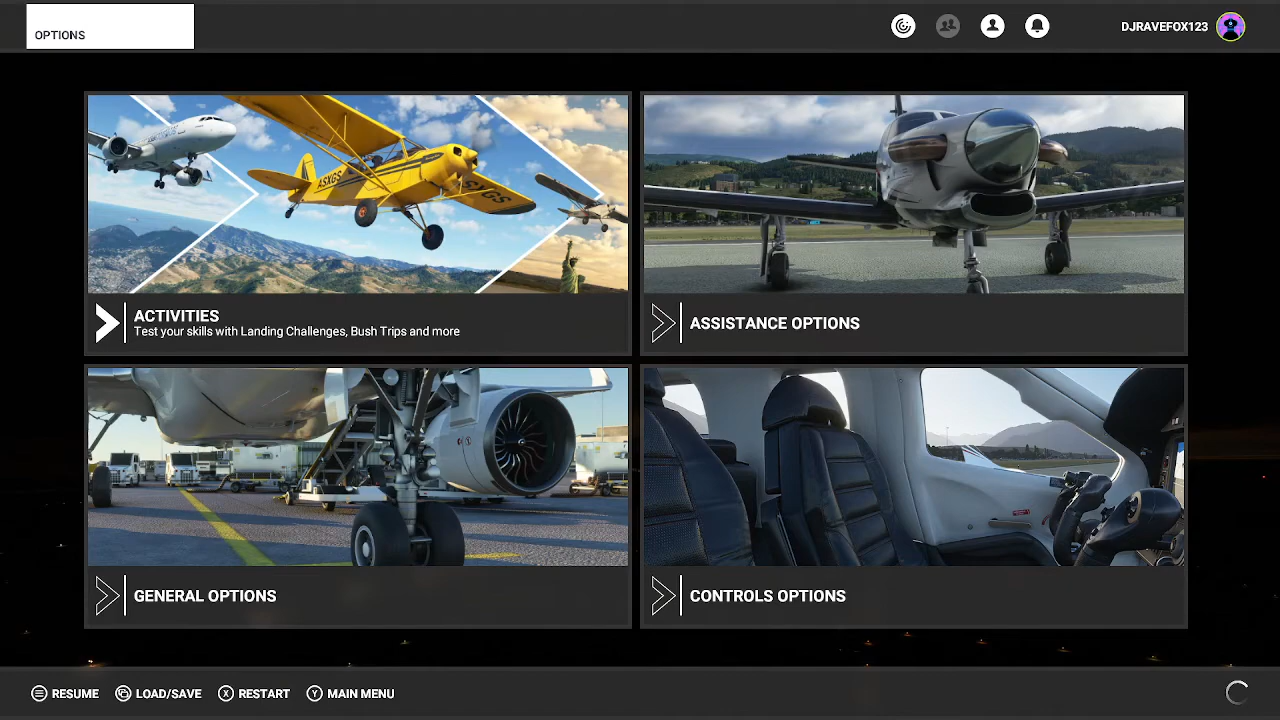 OPTIONS
DJRAVEFOX123
ASXGS
ACTIVITIES
Test your skills with Landing Challenges, Bush Trips and more
ASSISTANCE OPTIONS
GENERAL OPTIONS
CONTROLS OPTIONS
RESUME
LOAD/SAVE
X RESTART
Y MAIN MENU